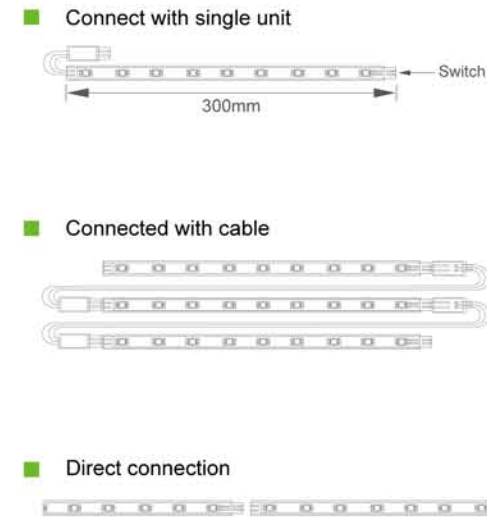 Connect with single unit
Switch
300mm
Connected with cable
Direct connection